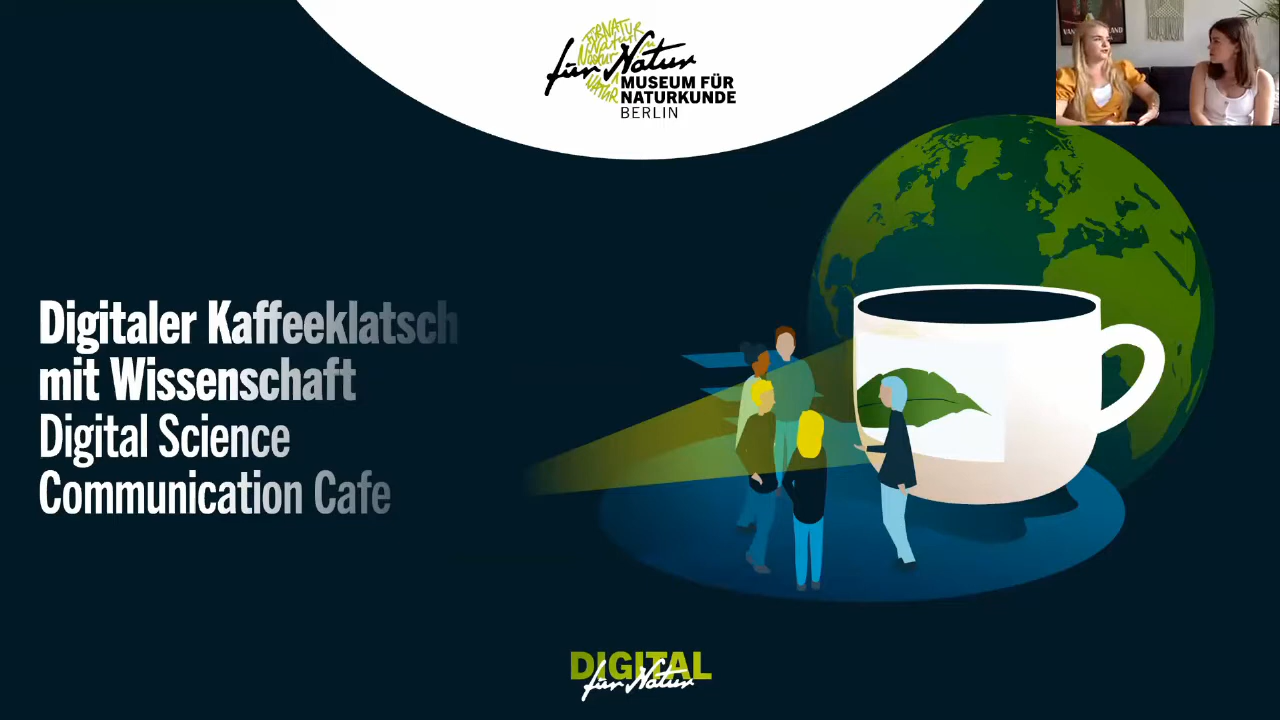 für Natur
MUSEUM FÜR
NATURKUNDE
BERLIN
Digitaler Kaffeeklatsch
mit Wissenschaft
Digital Science
Communication Cafe
DIGITAL
für Natur